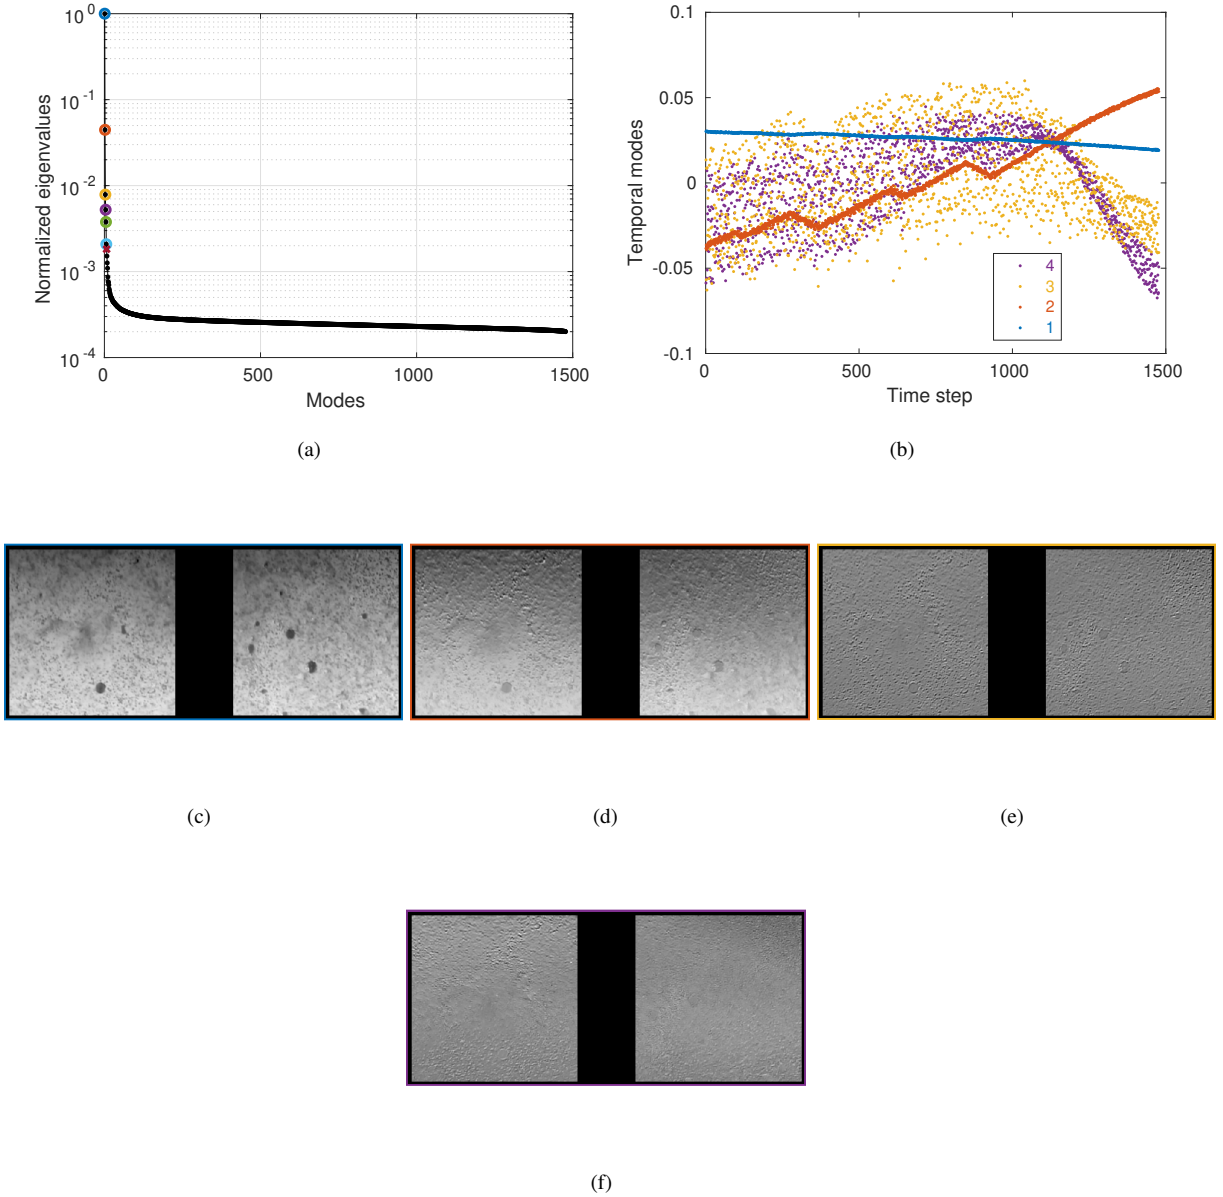 10^0
10^-1
10^-2
10^-3
10^-4
Normalized eigenvalues
0
500
1000
1500
Modes
(a)
0.1
0.05
0
-0.05
-0.1
Temporal modes
4
3
2
1
0
500
1000
1500
Time step
(b)
(c)
(d)
(e)
(f)